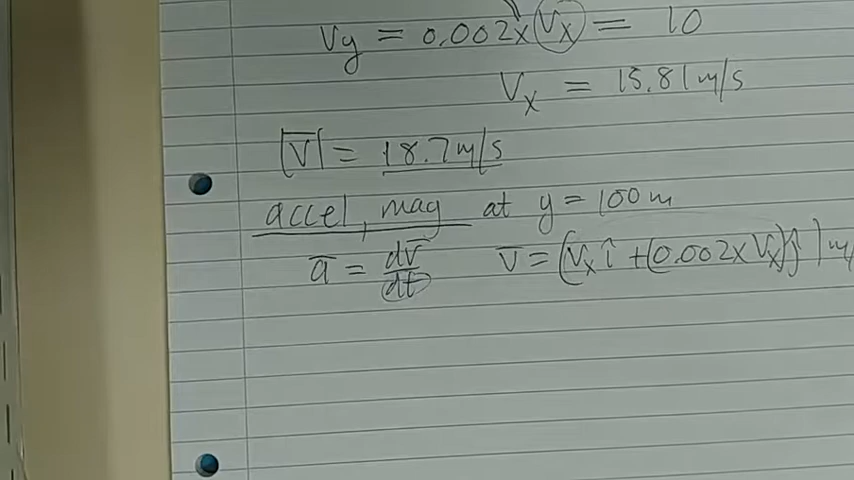 Vy = 0.002x Vx = 10
Vx = 15.81 m/s
|V̅| = 18.7 m/s
accel, mag at y = 100 m
a̅ = dv̅/dt v̅ = (Vx î + (0.002x Vx) ĵ) m/